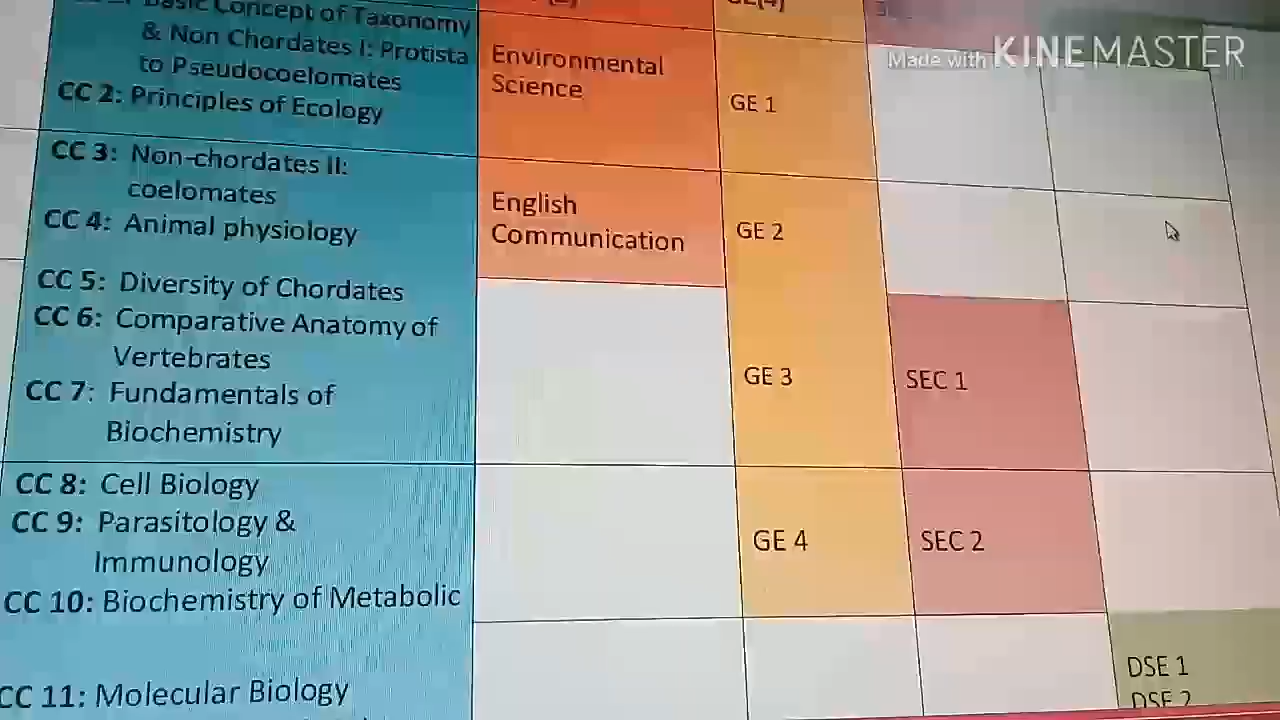 Basic Concept of Taxonomy
& Non Chordates I: Protista
to Pseudocoelomates
CC 2: Principles of Ecology
Environmental
Science
GE(4)
GE 1
Made with KINEMASTER
CC 3: Non-chordates II:
coelomates
CC 4: Animal physiology
English
Communication
GE 2
CC 5: Diversity of Chordates
CC 6: Comparative Anatomy of
Vertebrates
CC 7: Fundamentals of
Biochemistry
GE 3
SEC 1
CC 8: Cell Biology
CC 9: Parasitology &
Immunology
CC 10: Biochemistry of Metabolic
GE 4
SEC 2
CC 11: Molecular Biology
DSE 1
DSE 2